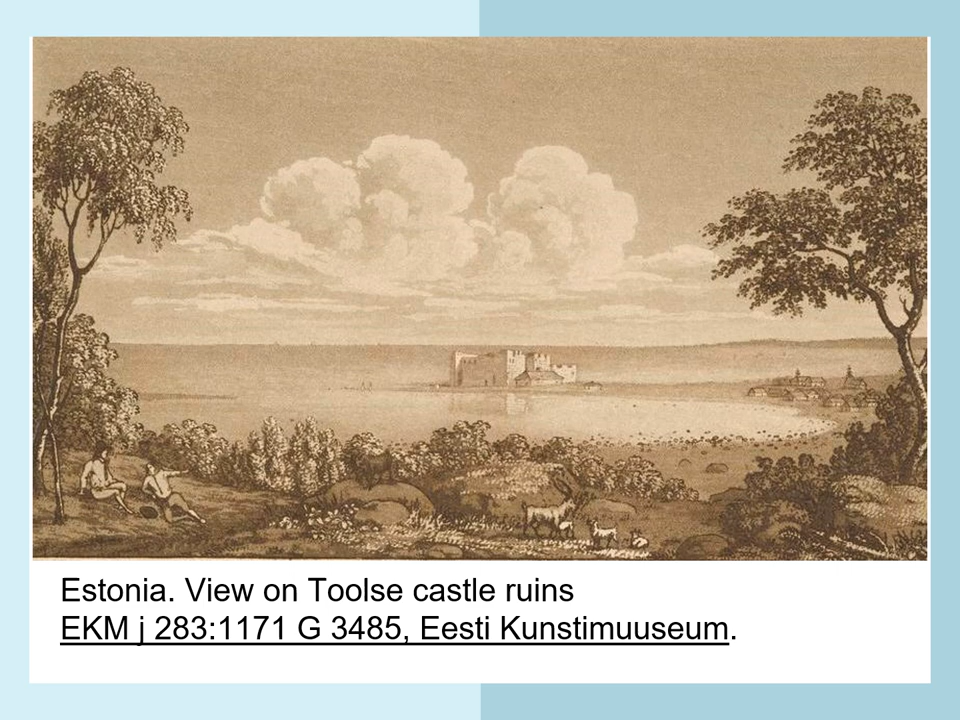 Estonia. View on Toolse castle ruins
EKM j 283:1171 G 3485, Eesti Kunstimuuseum.